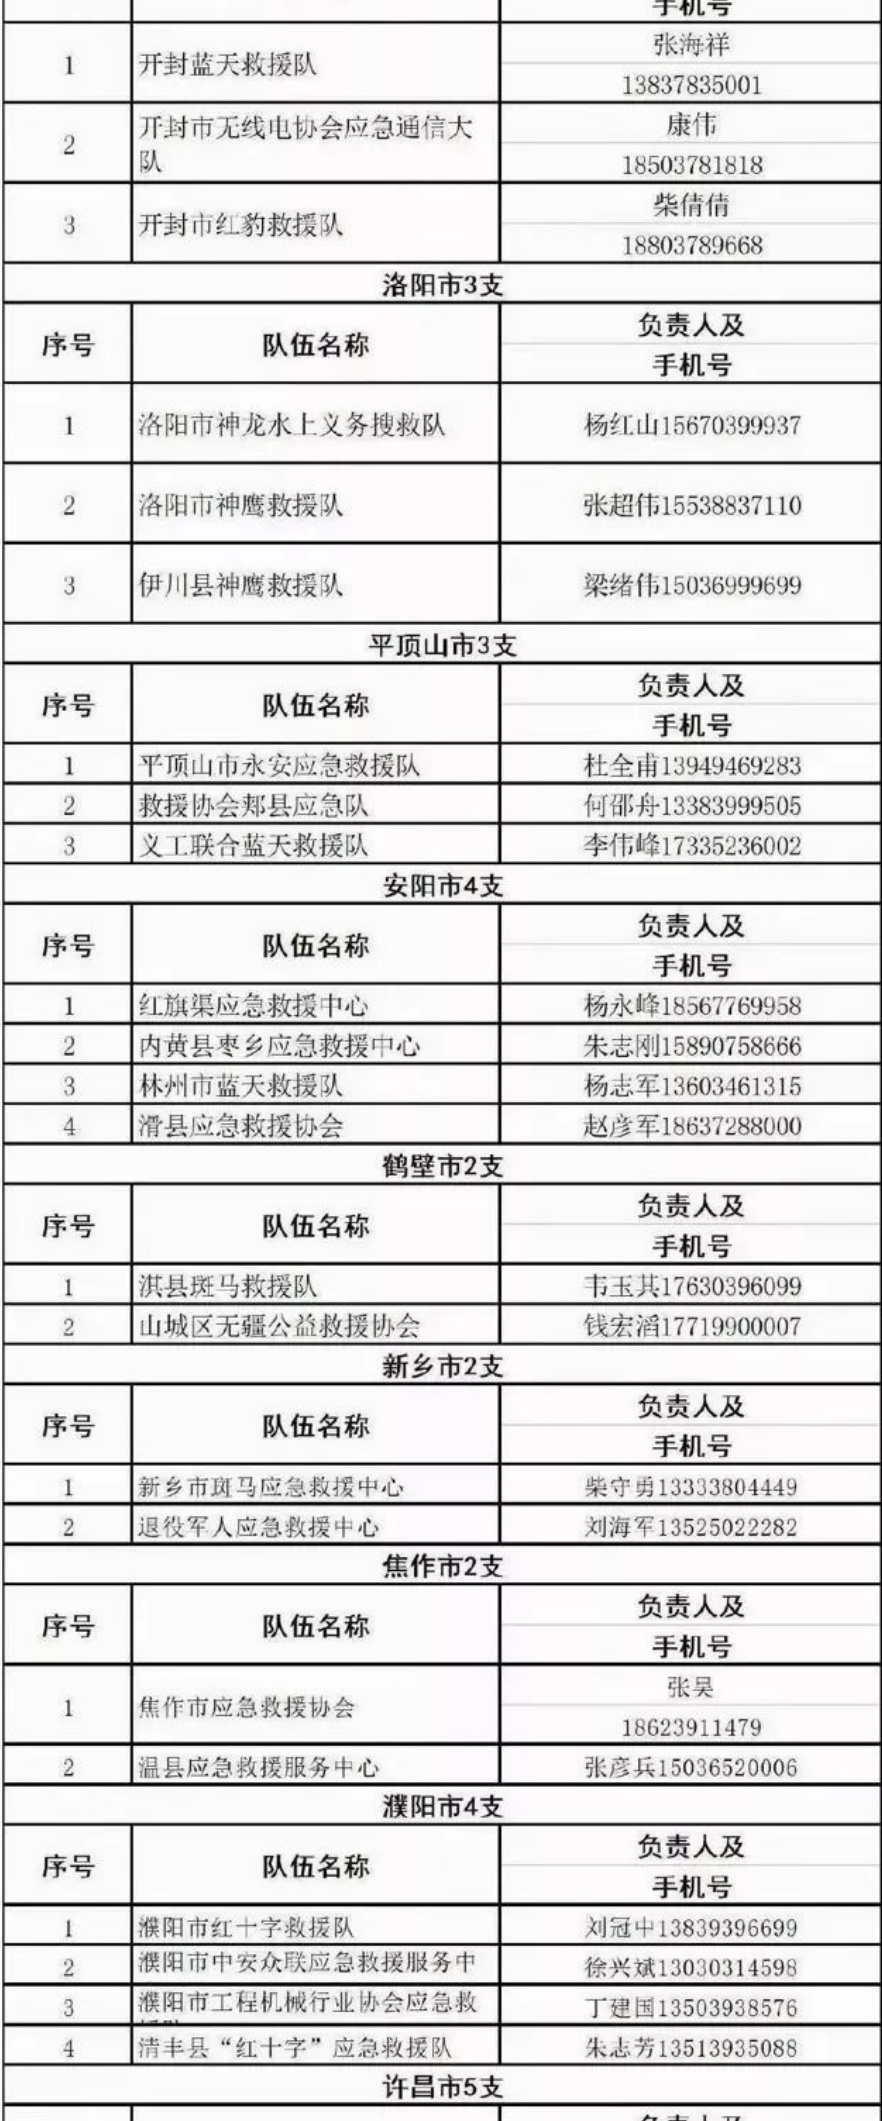 手机号
1
开封蓝天救援队
张海祥
13837835001
2
开封市无线电协会应急通信大
队
康伟
18503781818
3
开封市红豹救援队
柴倩倩
18803789668
洛阳市3支
序号 队伍名称 负责人及
手机号
1 洛阳市神龙水上义务搜救队 杨红山15670399937
2 洛阳市神鹰救援队 张超伟15538837110
3 伊川县神鹰救援队 梁绪伟15036999699
平顶山市3支
序号 队伍名称 负责人及
手机号
1 平顶山市永安应急救援队 杜全甫13949469283
2 救援协会郏县应急队 何邵舟13383999505
3 义工联合蓝天救援队 李伟峰17335236002
安阳市4支
序号 队伍名称 负责人及
手机号
1 红旗渠应急救援中心 杨永峰18567769958
2 内黄县枣乡应急救援中心 朱志刚15890758666
3 林州市蓝天救援队 杨志军13603461315
4 滑县应急救援协会 赵彦军18637288000
鹤壁市2支
序号 队伍名称 负责人及
手机号
1 淇县斑马救援队 韦玉其17630396099
2 山城区无疆公益救援协会 钱宏滔17719900007
新乡市2支
序号 队伍名称 负责人及
手机号
1 新乡市斑马应急救援中心 柴守勇13333804449
2 退役军人应急救援中心 刘海军13525022282
焦作市2支
序号 队伍名称 负责人及
手机号
1
焦作市应急救援协会
张昊
18623911479
2 温县应急救援服务中心 张彦兵15036520006
濮阳市4支
序号 队伍名称 负责人及
手机号
1 濮阳市红十字救援队 刘冠中13839396699
2 濮阳市中安众联应急救援服务中 徐兴斌13030314598
3 濮阳市工程机械行业协会应急救 丁建国13503938576
4 清丰县“红十字”应急救援队 朱志芳13513935088
许昌市5支